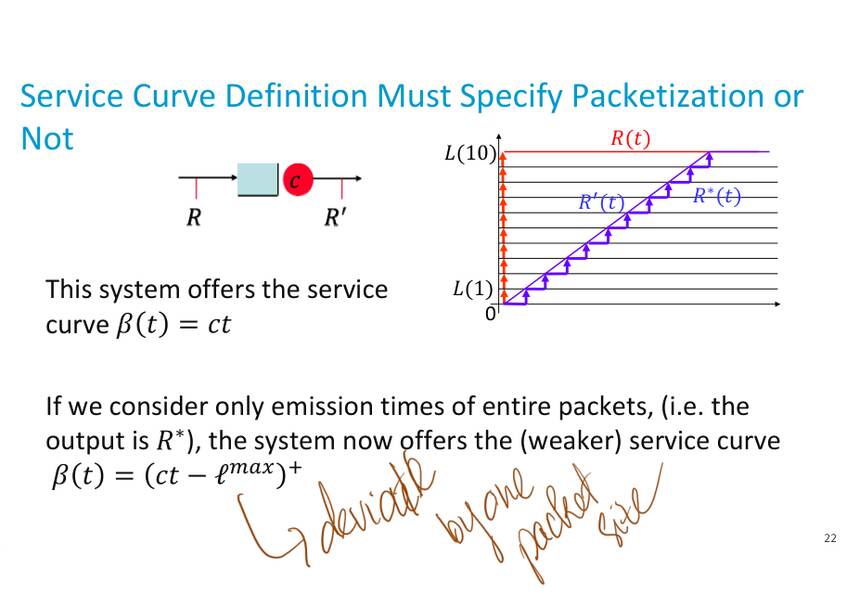 Service Curve Definition Must Specify Packetization or
Not
R(t)
L(10)
c
R'(t)
R*(t)
R
R'
This system offers the service
curve β(t) = ct
L(1)
0
If we consider only emission times of entire packets, (i.e. the
output is R*), the system now offers the (weaker) service curve
β(t) = (ct − ℓ^max)^+
↳ deviate by one packet size
22